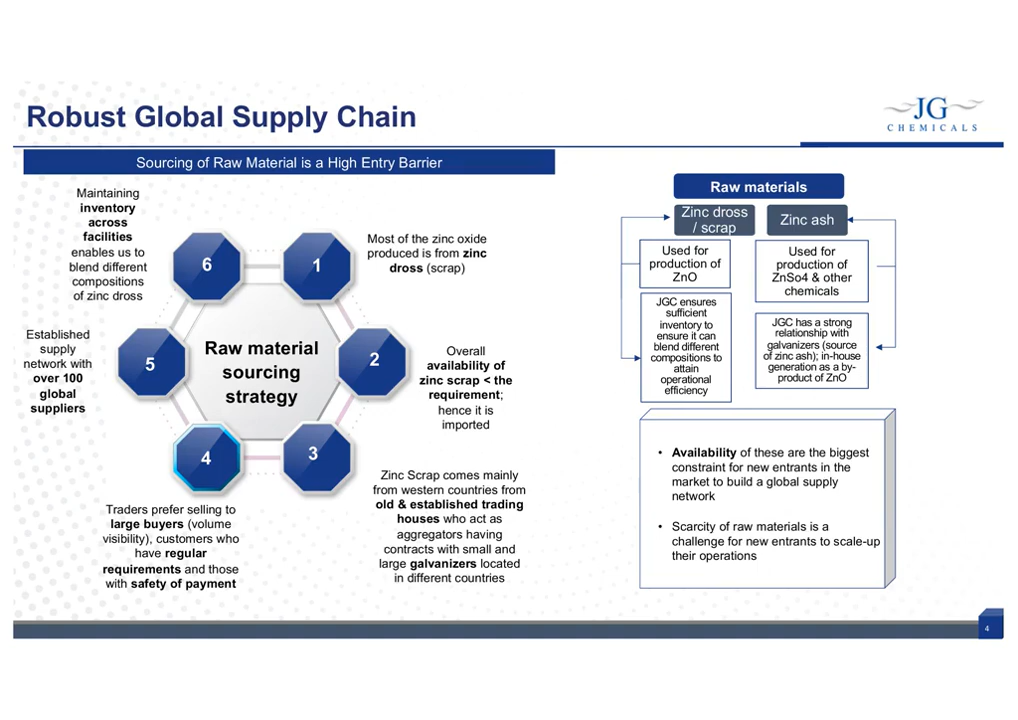 Robust Global Supply Chain
JG
CHEMICALS
Sourcing of Raw Material is a High Entry Barrier
Maintaining
inventory
across
facilities
enables us to
blend different
compositions
of zinc dross
6
1
Most of the zinc oxide
produced is from zinc
dross (scrap)
Established
supply
network with
over 100
global
suppliers
5
Raw material
sourcing
strategy
2
Overall
availability of
zinc scrap < the
requirement;
hence it is
imported
4
3
Traders prefer selling to
large buyers (volume
visibility), customers who
have regular
requirements and those
with safety of payment
Zinc Scrap comes mainly
from western countries from
old & established trading
houses who act as
aggregators having
contracts with small and
large galvanizers located
in different countries
Raw materials
Zinc dross
/ scrap
Zinc ash
Used for
production of
ZnO
Used for
production of
ZnSo4 & other
chemicals
JGC ensures
sufficient
inventory to
ensure it can
blend different
compositions to
attain
operational
efficiency
JGC has a strong
relationship with
galvanizers (source
of zinc ash); in-house
generation as a by-
product of ZnO
• Availability of these are the biggest
constraint for new entrants in the
market to build a global supply
network
• Scarcity of raw materials is a
challenge for new entrants to scale-up
their operations
4